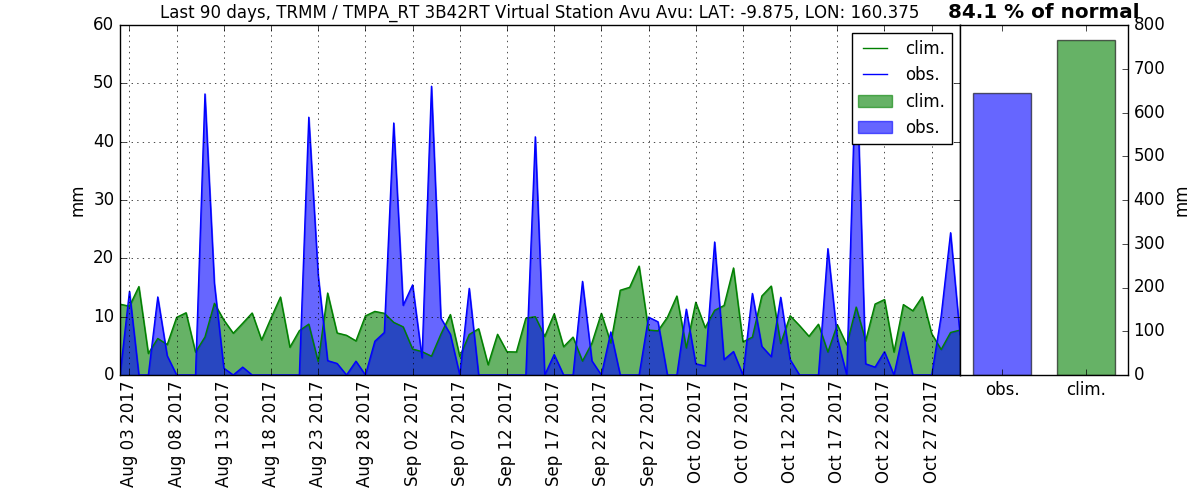 Last 90 days, TRMM / TMPA_RT 3B42RT Virtual Station Avu Avu: LAT: -9.875, LON: 160.375
84.1 % of normal
60
50
40
30
20
10
0
mm
clim.
obs.
clim.
obs.
800
700
600
500
400
300
200
100
0
mm
obs.
clim.
Aug 03 2017
Aug 08 2017
Aug 13 2017
Aug 18 2017
Aug 23 2017
Aug 28 2017
Sep 02 2017
Sep 07 2017
Sep 12 2017
Sep 17 2017
Sep 22 2017
Sep 27 2017
Oct 02 2017
Oct 07 2017
Oct 12 2017
Oct 17 2017
Oct 22 2017
Oct 27 2017